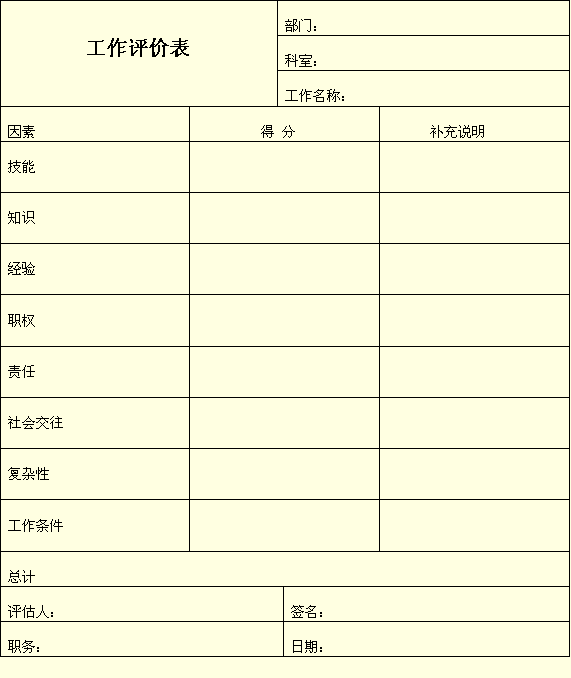 工作评价表
部门：
科室：
工作名称：
因素 得 分 补充说明
技能
知识
经验
职权
责任
社会交往
复杂性
工作条件
总计
评估人： 签名：
职务： 日期：